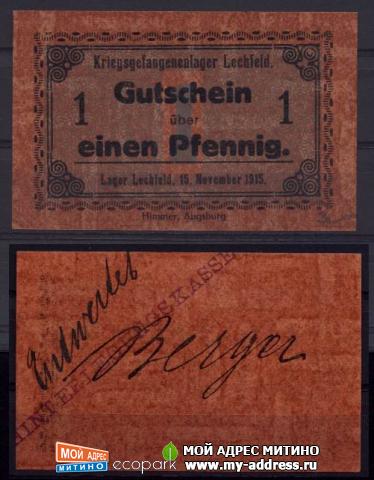 Kriegsgefangenenlager Lechfeld.
1 Gutschein 1
über
einen Pfennig.
Lager Lechfeld, 15. November 1915.
Himmer, Augsburg
Entwertet
HINTERLEGUNGSKASSE
Berger
МОЙ АДРЕС
МИТИНО
ecopark
МОЙ АДРЕС МИТИНО
www.my-address.ru